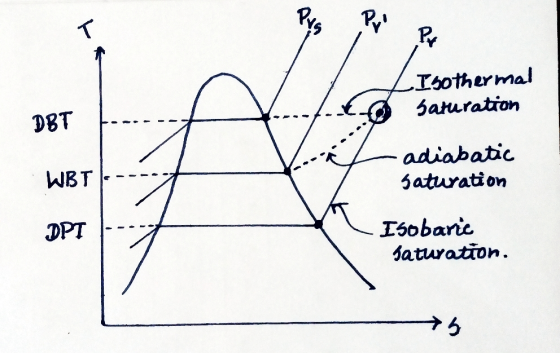 T
Pvs
Pv'
Pv
Isothermal
saturation
DBT
adiabatic
saturation
WBT
DPT
Isobaric
saturation.
s